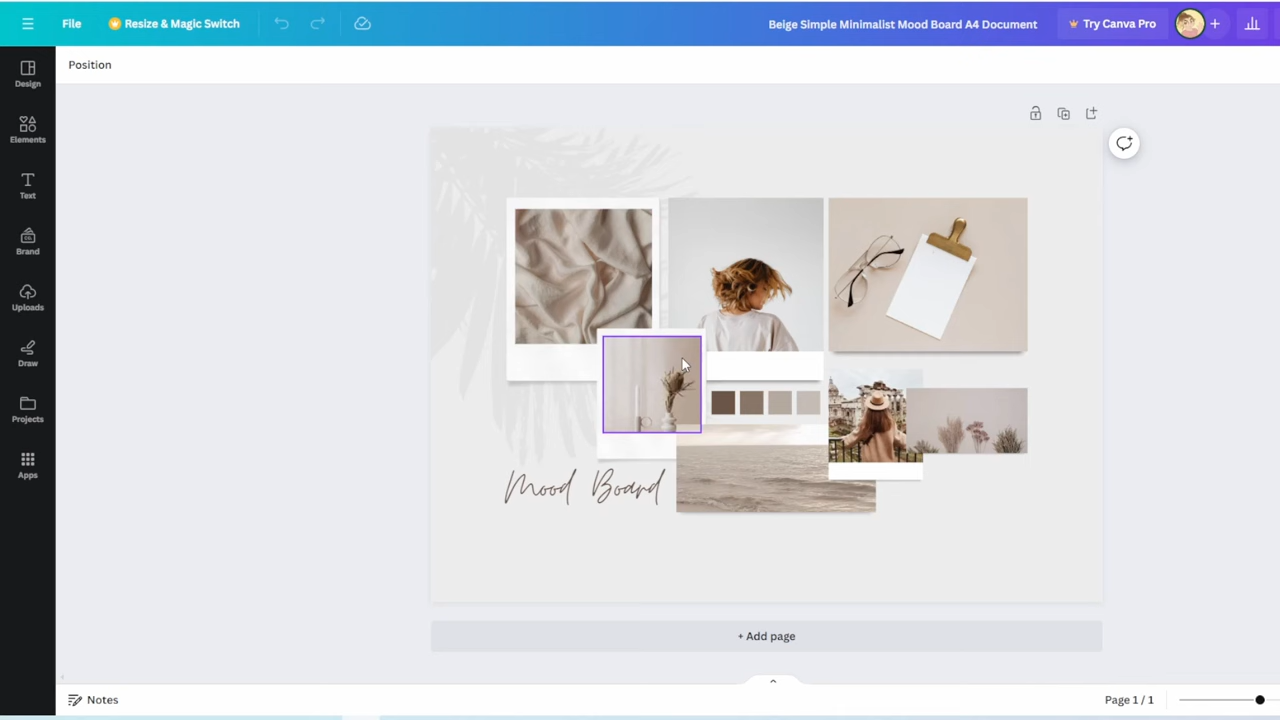 File
Resize & Magic Switch
Beige Simple Minimalist Mood Board A4 Document
Try Canva Pro
Position
Design
Elements
Text
Brand
Uploads
Draw
Projects
Apps
Mood Board
+ Add page
Notes
Page 1 / 1